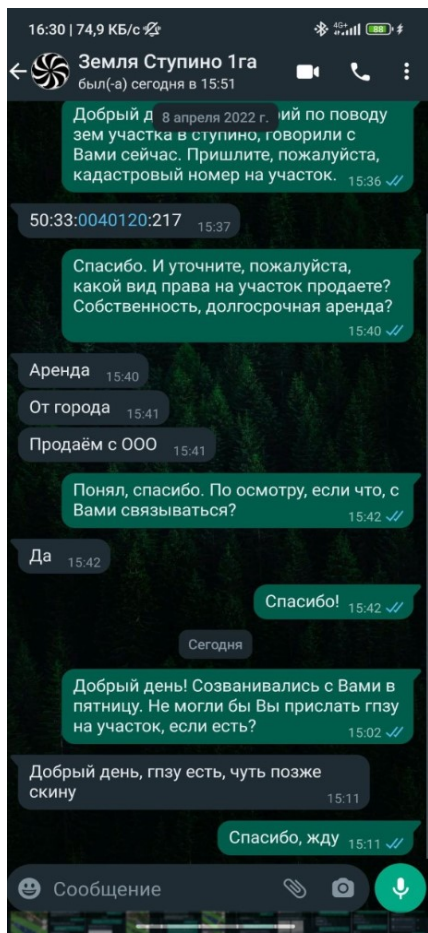 16:30 | 74,9 КБ/с
4G+ 88
Земля Ступино 1га
был(-а) сегодня в 15:51
8 апреля 2022 г.
Добрый д ий по поводу
зем участка в ступино, говорили с
Вами сейчас. Пришлите, пожалуйста,
кадастровый номер на участок. 15:36
50:33:0040120:217 15:37
Спасибо. И уточните, пожалуйста,
какой вид права на участок продаете?
Собственность, долгосрочная аренда?
15:40
Аренда 15:40
От города 15:41
Продаём с ООО 15:41
Понял, спасибо. По осмотру, если что, с
Вами связываться?
15:42
Да 15:42
Спасибо! 15:42
Сегодня
Добрый день! Созванивались с Вами в
пятницу. Не могли бы Вы прислать гпзу
на участок, если есть?
15:02
Добрый день, гпзу есть, чуть позже
скину
15:11
Спасибо, жду 15:11
Сообщение